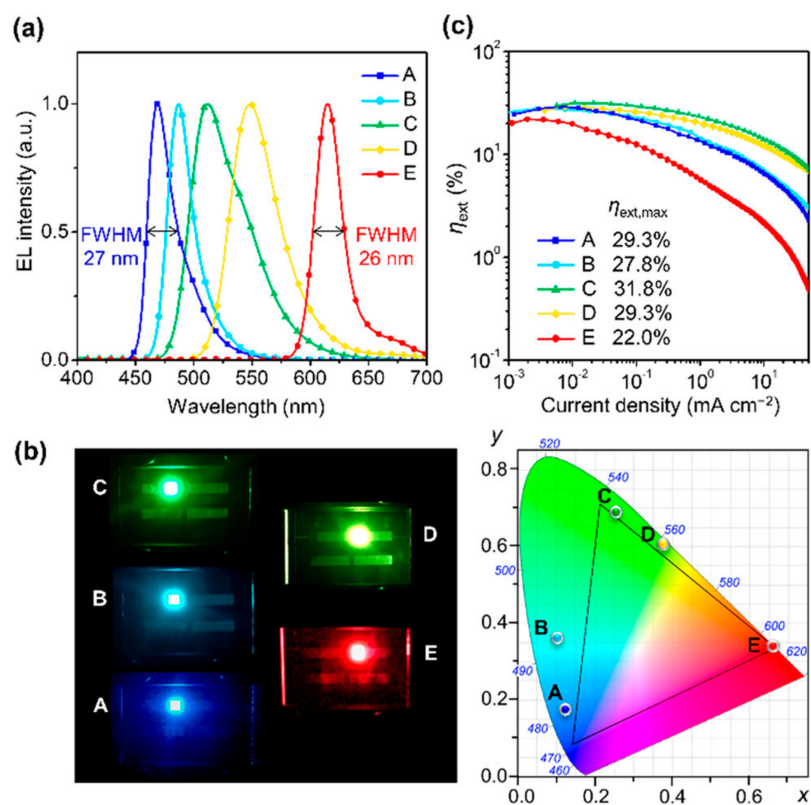 (a)
EL intensity (a.u.)
1.0
0.5
0.0
A
B
C
D
E
FWHM
27 nm
FWHM
26 nm
400 450 500 550 600 650 700
Wavelength (nm)
(c)
ηext (%)
10²
10¹
10⁰
10⁻¹
ηext,max
A 29.3%
B 27.8%
C 31.8%
D 29.3%
E 22.0%
10⁻³ 10⁻² 10⁻¹ 10⁰ 10¹
Current density (mA cm⁻²)
(b)
C
D
B
E
A
y
0.8
0.6
0.4
0.2
0.0
520
540
560
580
600
620
500
490
480
470
460
C
D
B
E
A
0.0 0.2 0.4 0.6 x